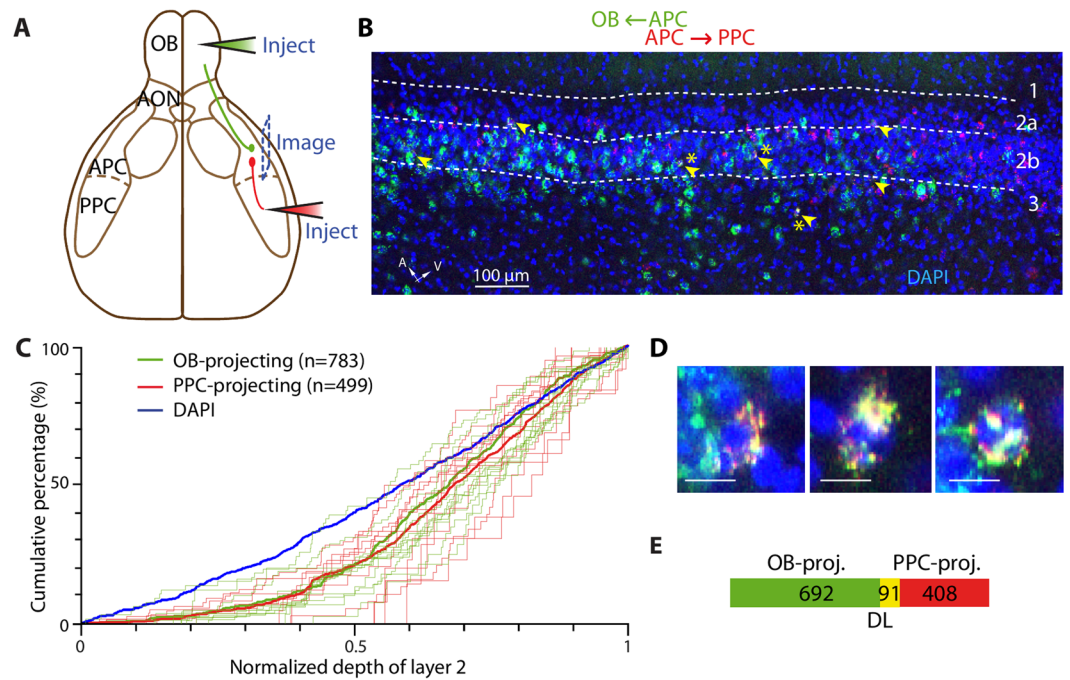 A
OB
Inject
AON
Image
APC
PPC
Inject
B
OB ←APC
APC → PPC
1
2a
*
*
2b
3
*
A
V
100 µm
DAPI
C
100
50
0
Cumulative percentage (%)
OB-projecting (n=783)
PPC-projecting (n=499)
DAPI
0
0.5
1
Normalized depth of layer 2
D
E
OB-proj.
PPC-proj.
692
91
408
DL